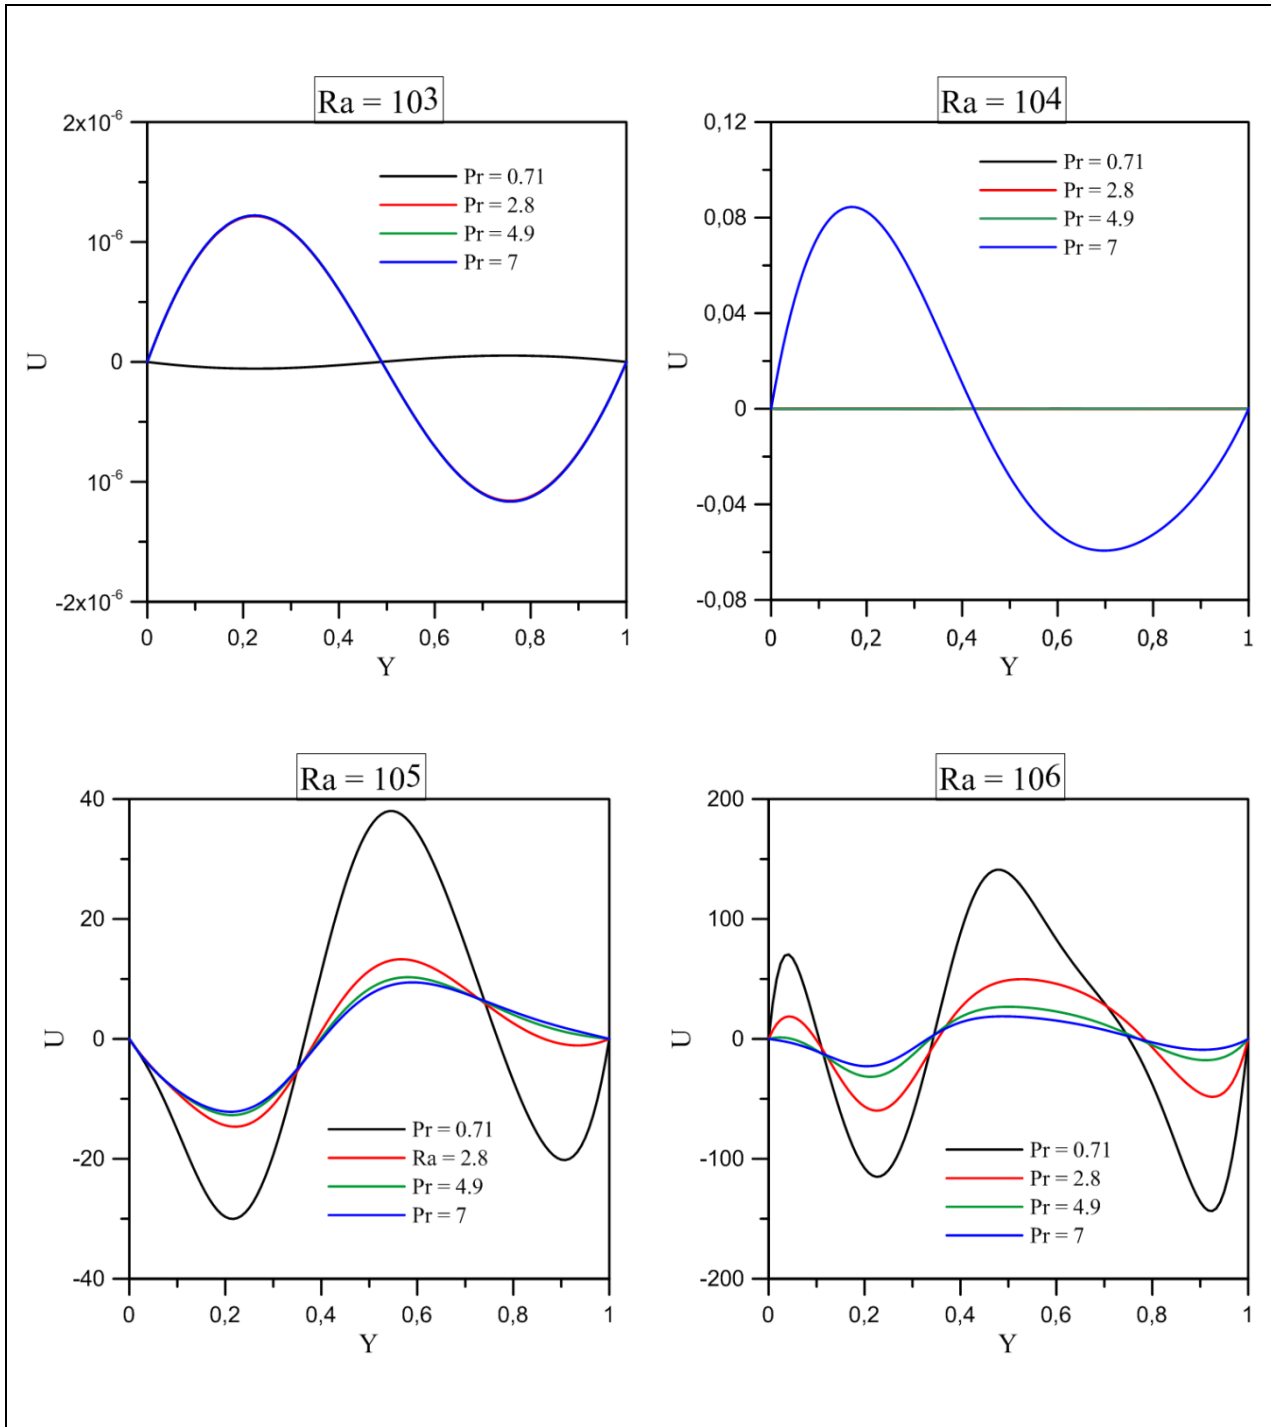 Ra = 10³
2x10⁻⁶
10⁻⁶
0
10⁻⁶
-2x10⁻⁶
U
Pr = 0.71
Pr = 2.8
Pr = 4.9
Pr = 7
0 0,2 0,4 0,6 0,8 1
Y
Ra = 10⁴
0,12
0,08
0,04
0
-0,04
-0,08
U
Pr = 0.71
Pr = 2.8
Pr = 4.9
Pr = 7
0 0,2 0,4 0,6 0,8 1
Y
Ra = 10⁵
40
20
0
-20
-40
U
Pr = 0.71
Ra = 2.8
Pr = 4.9
Pr = 7
0 0,2 0,4 0,6 0,8 1
Y
Ra = 10⁶
200
100
0
-100
-200
U
Pr = 0.71
Pr = 2.8
Pr = 4.9
Pr = 7
0 0,2 0,4 0,6 0,8 1
Y